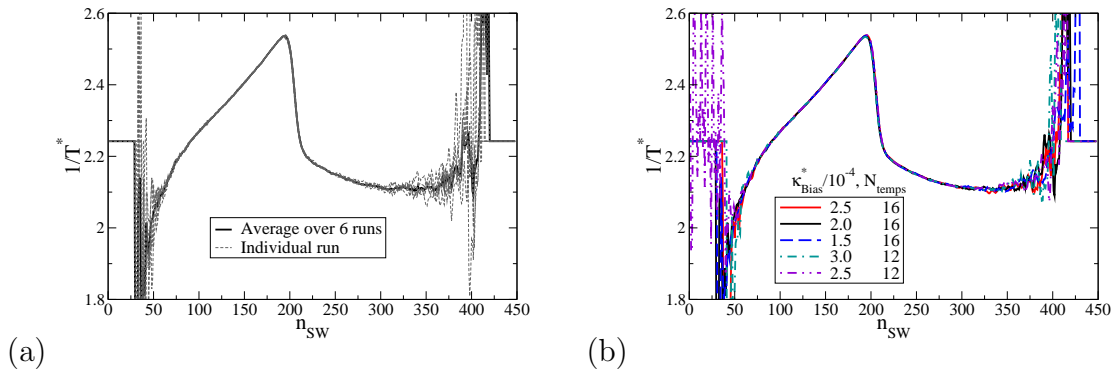 1/T*
2.6
2.4
2.2
2
1.8
0 50 100 150 200 250 300 350 400 450
n_SW
Average over 6 runs
Individual run
(a)
1/T*
2.6
2.4
2.2
2
1.8
0 50 100 150 200 250 300 350 400 450
n_SW
κ*_Bias/10^-4, N_temps
2.5 16
2.0 16
1.5 16
3.0 12
2.5 12
(b)